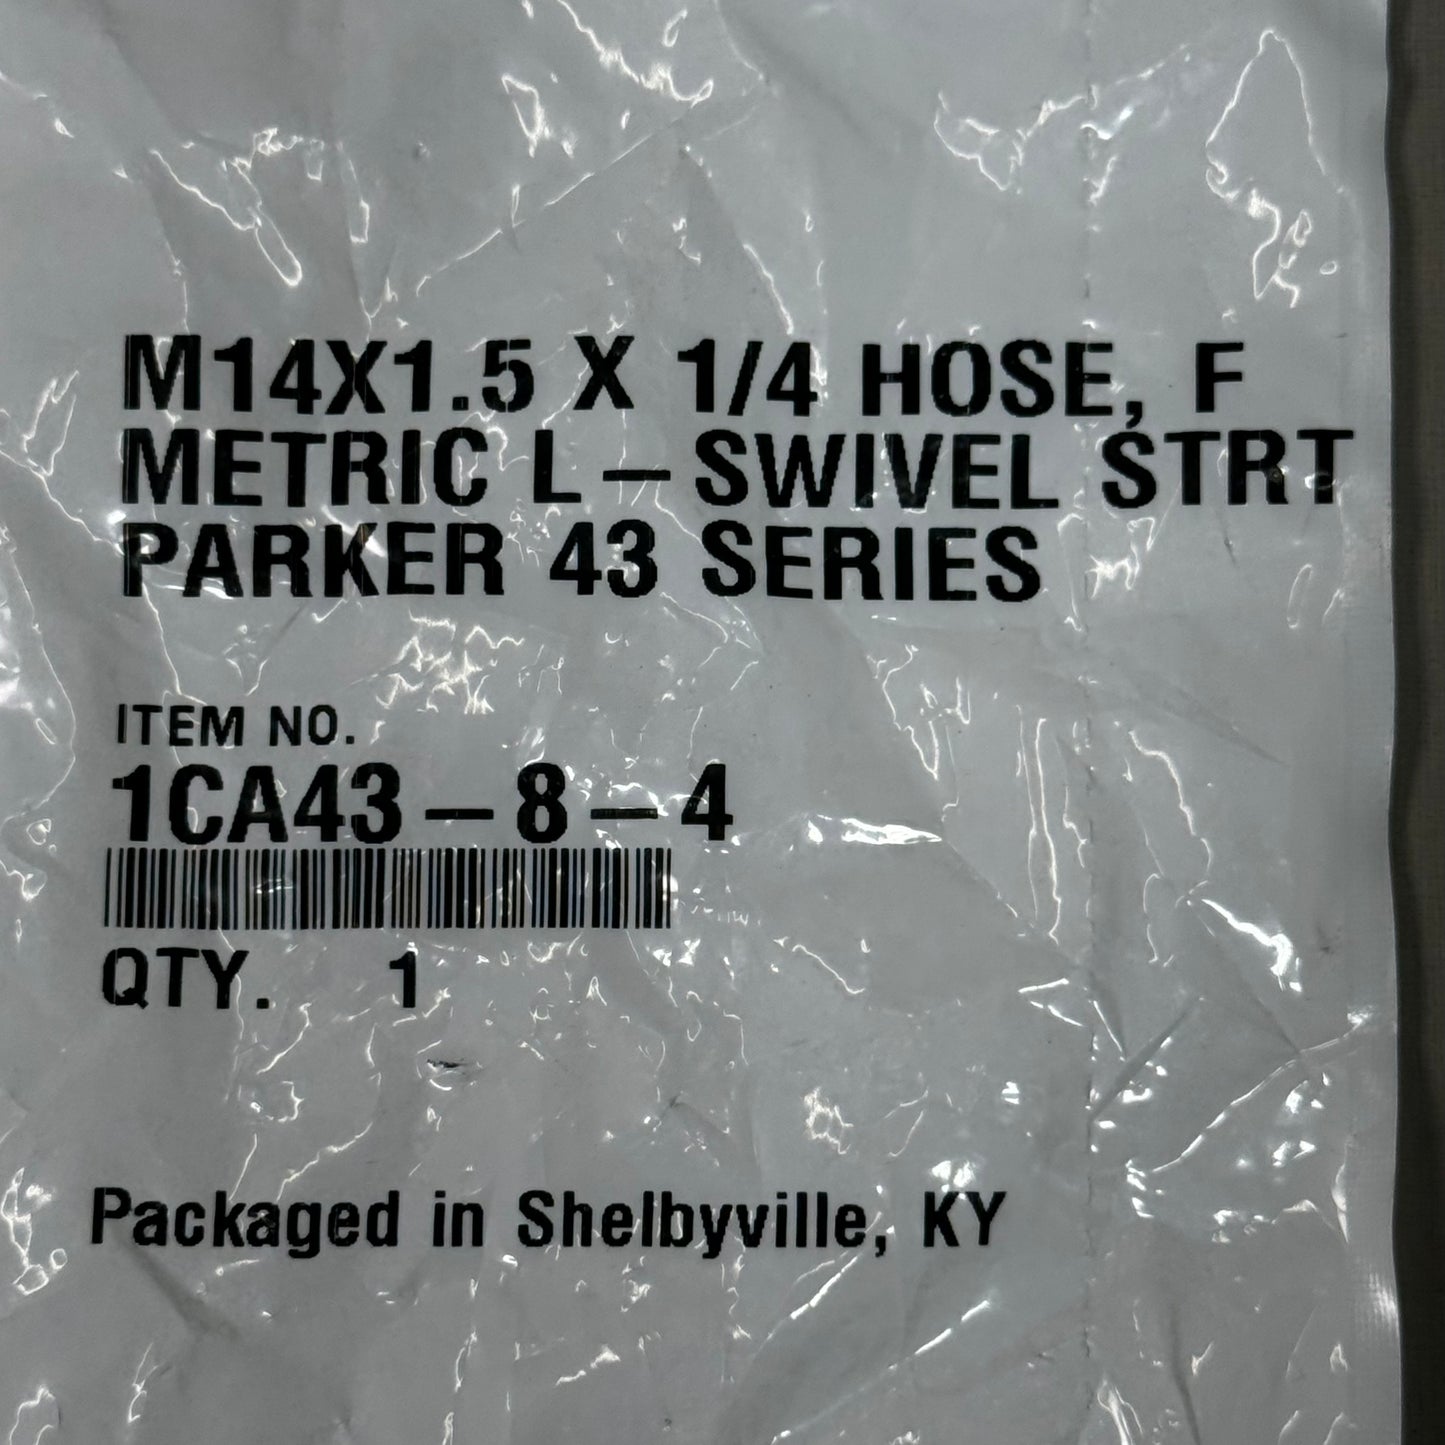 M14X1.5 X 1/4 HOSE, F
METRIC L-SWIVEL STRT
PARKER 43 SERIES
ITEM NO.
1CA43-8-4
QTY. 1
Packaged in Shelbyville, KY